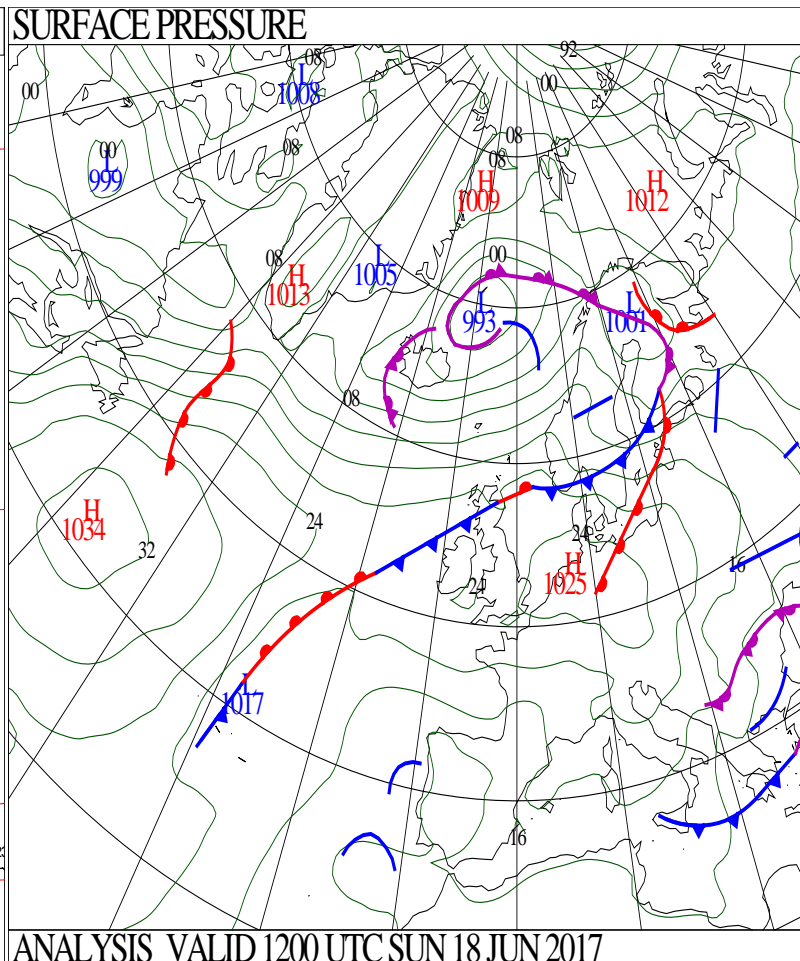 SURFACE PRESSURE
92
08
L
1008
00
00
08
08
00
L
999
08
H
1009
H
1012
00
L
1005
08
H
1013
L
993
L
1001
08
H
1034
24
32
24
H
1025
24
16
L
1017
16
ANALYSIS VALID 1200 UTC SUN 18 JUN 2017